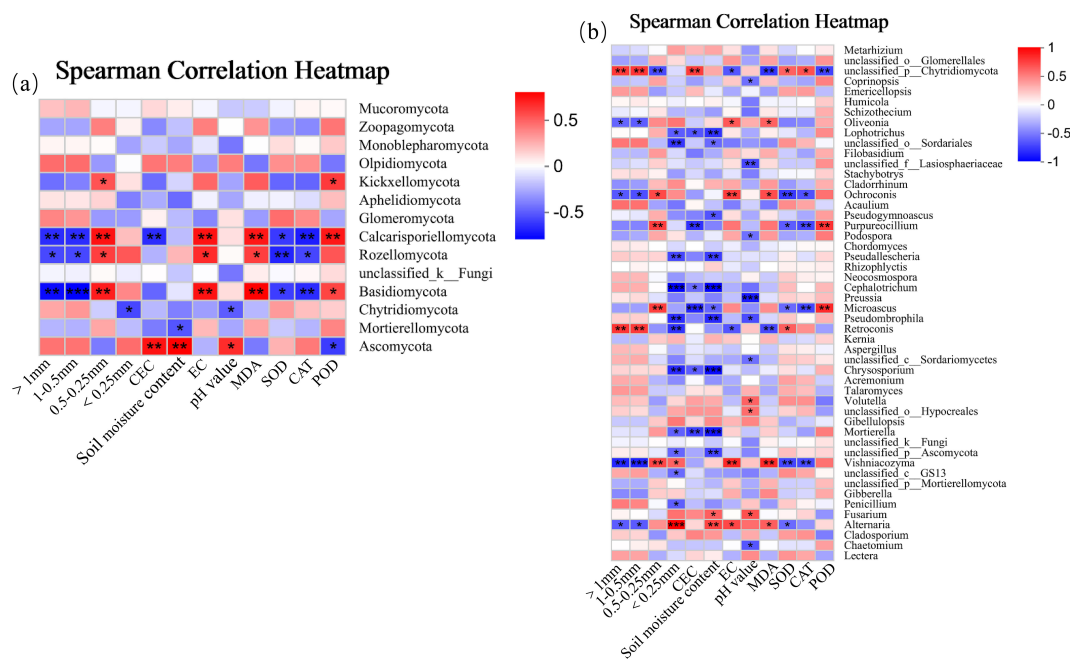 (a)
Spearman Correlation Heatmap
Mucoromycota
Zoopagomycota
Monoblepharomycota
Olpidiomycota
* * Kickxellomycota
Aphelidiomycota
Glomeromycota
** ** ** ** ** ** * ** ** Calcarisporiellomycota
* * * * * ** * Rozellomycota
unclassified_k__Fungi
** *** ** ** ** * ** * Basidiomycota
* * Chytridiomycota
* Mortierellomycota
** ** * * Ascomycota
> 1mm
1-0.5mm
0.5-0.25mm
< 0.25mm
CEC
Soil moisture content
EC
pH value
MDA
SOD
CAT
POD
0.5
0
-0.5
(b)
Spearman Correlation Heatmap
Metarhizium
unclassified_o__Glomerellales
** ** ** ** * ** * * ** unclassified_p__Chytridiomycota
* Coprinopsis
Emericellopsis
Humicola
Schizothecium
* * * * Oliveonia
* * ** Lophotrichus
** * unclassified_o__Sordariales
Filobasidium
** unclassified_f__Lasiosphaeriaceae
Stachybotrys
Cladorrhinum
* * * ** * ** * Ochroconis
Acaulium
* Pseudogymnoascus
** ** * ** ** Purpureocillium
* Podospora
Chordomyces
** ** Pseudallescheria
Rhizophlyctis
Neocosmospora
*** * *** Cephalotrichum
*** Preussia
** *** * * ** ** Microascus
** ** * Pseudombrophila
** ** ** * ** * Retroconis
Kernia
Aspergillus
* unclassified_c__Sordariomycetes
** * *** Chrysosporium
Acremonium
Talaromyces
* Volutella
* unclassified_o__Hypocreales
Gibellulopsis
* ** *** Mortierella
unclassified_k__Fungi
* ** unclassified_p__Ascomycota
** *** ** * ** ** ** ** Vishniacozyma
* unclassified_c__GS13
unclassified_p__Mortierellomycota
Gibberella
* Penicillium
* * Fusarium
* * *** ** * * * Alternaria
Cladosporium
* Chaetomium
Lectera
> 1mm
1-0.5mm
0.5-0.25mm
< 0.25mm
CEC
Soil moisture content
EC
pH value
MDA
SOD
CAT
POD
1
0.5
0
-0.5
-1